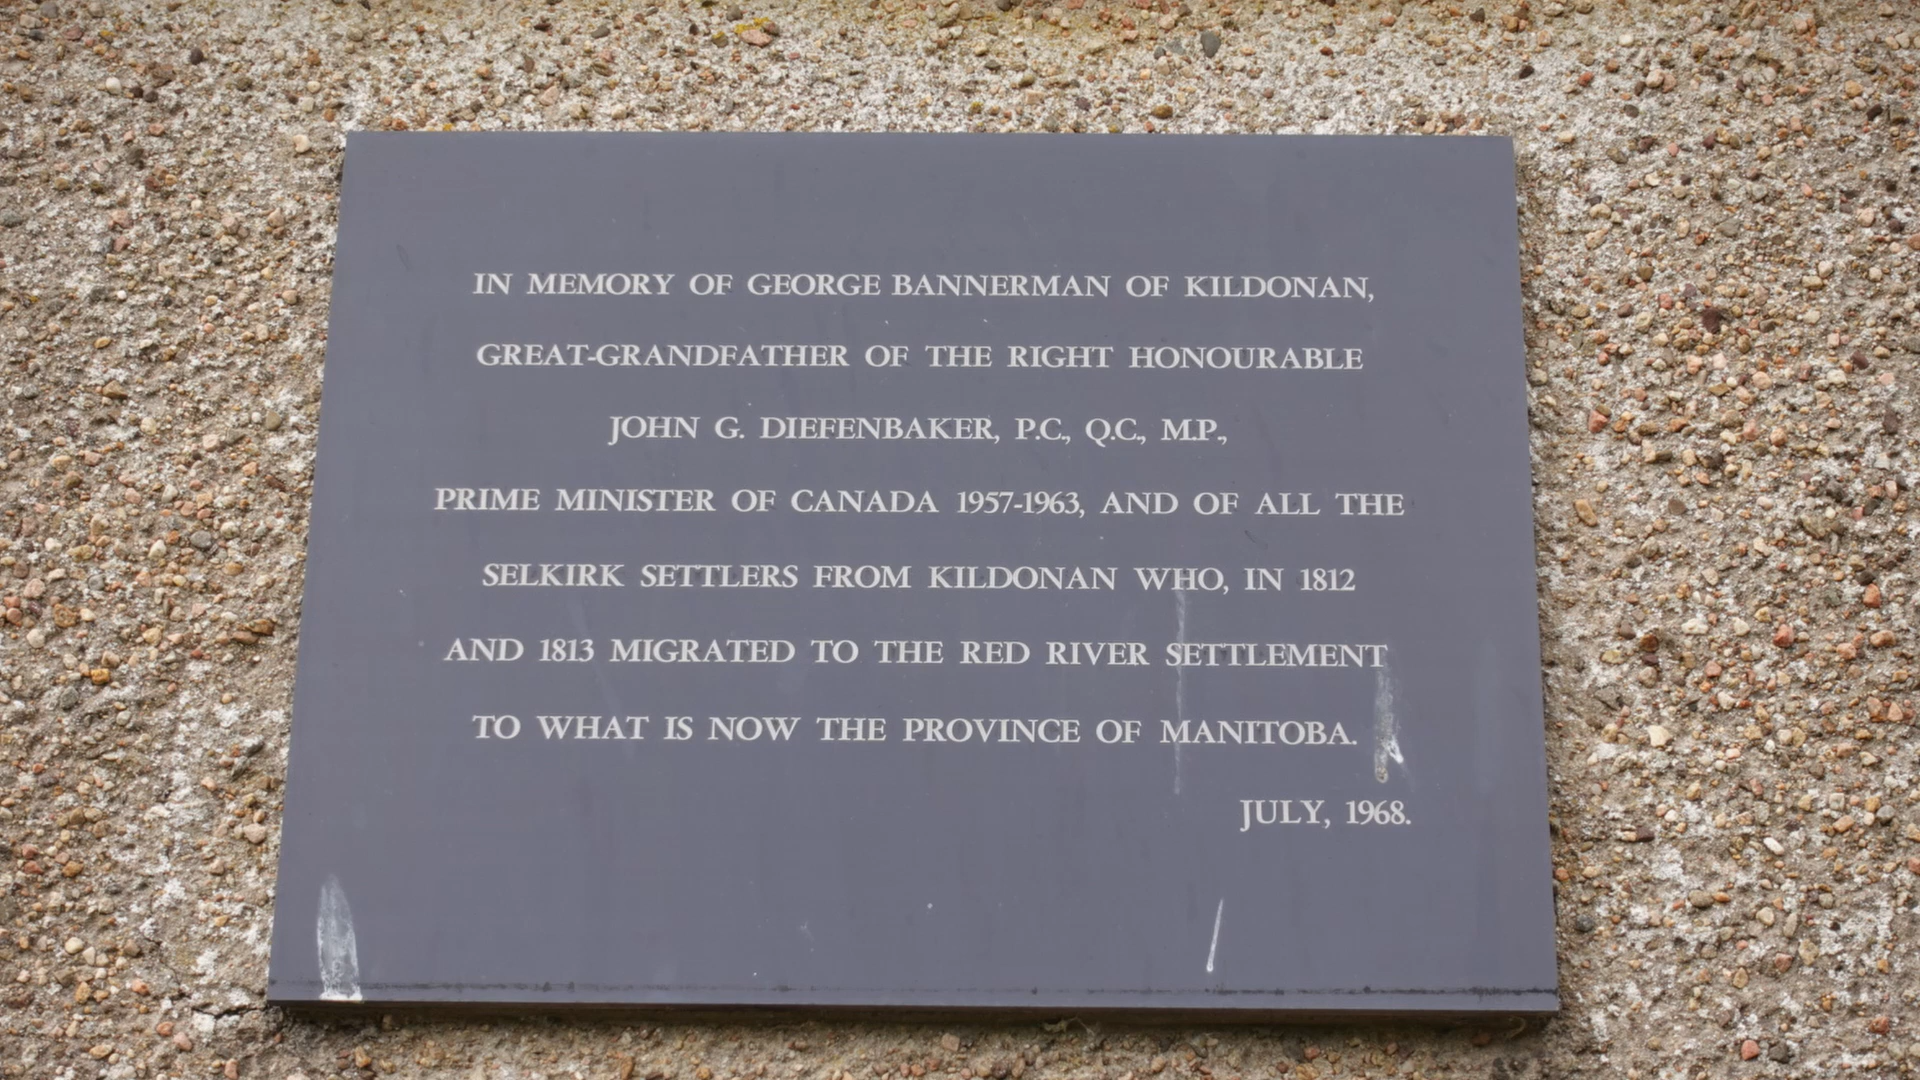 IN MEMORY OF GEORGE BANNERMAN OF KILDONAN,
GREAT-GRANDFATHER OF THE RIGHT HONOURABLE
JOHN G. DIEFENBAKER, P.C., Q.C., M.P.,
PRIME MINISTER OF CANADA 1957-1963, AND OF ALL THE
SELKIRK SETTLERS FROM KILDONAN WHO, IN 1812
AND 1813 MIGRATED TO THE RED RIVER SETTLEMENT
TO WHAT IS NOW THE PROVINCE OF MANITOBA.
JULY, 1968.